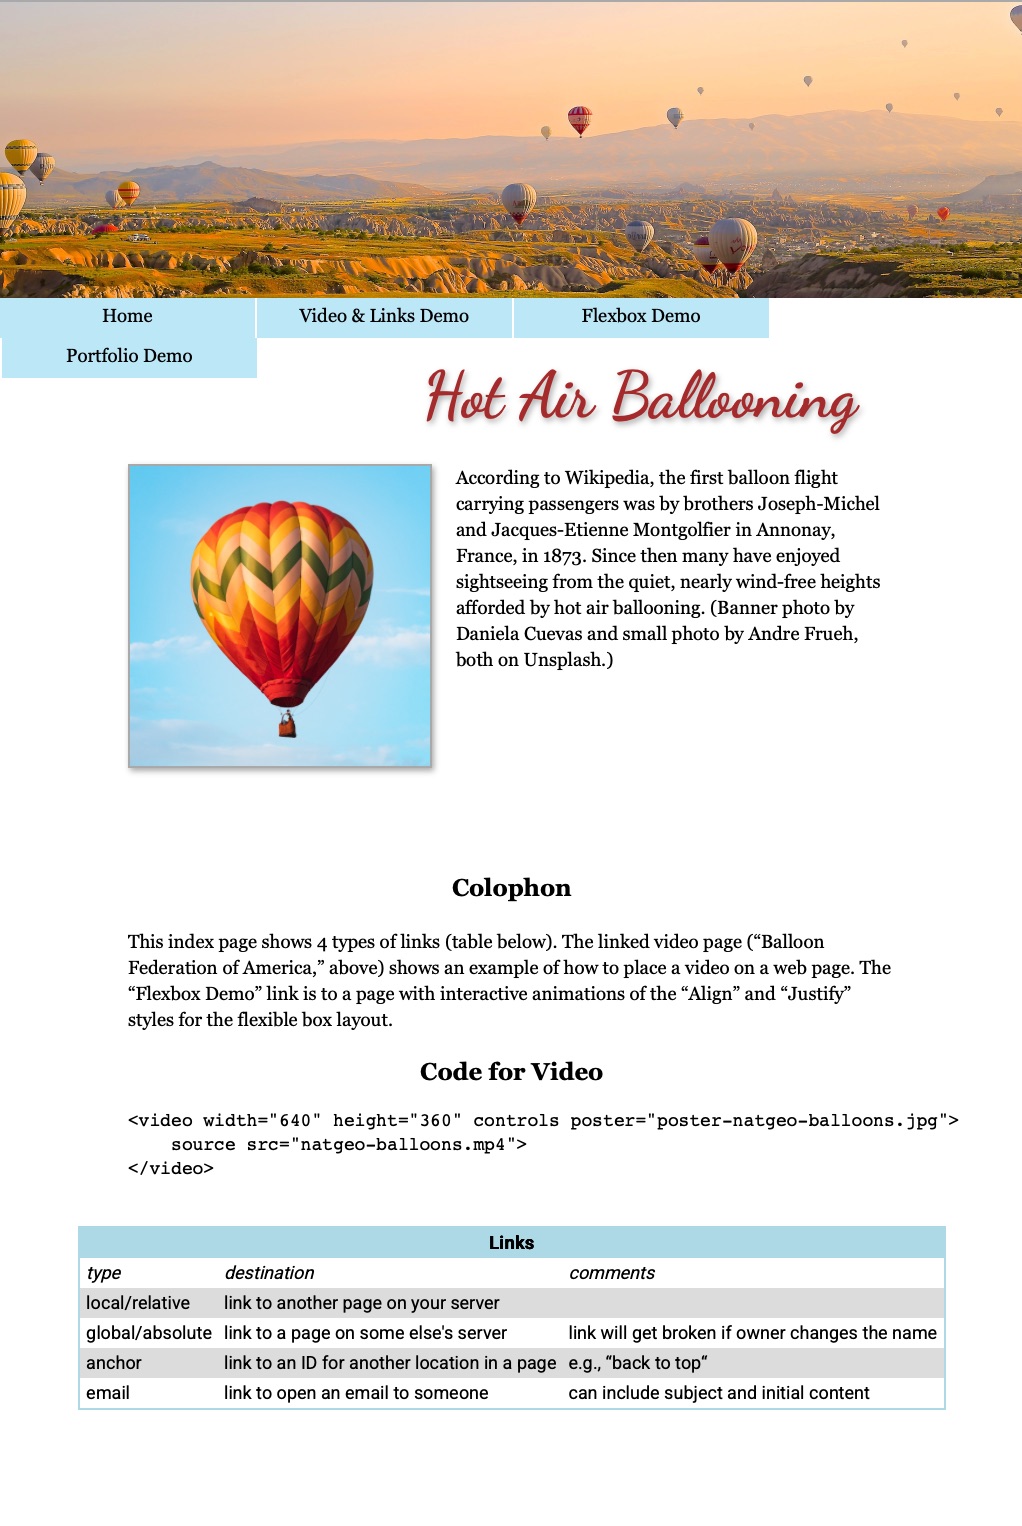 Home
Video & Links Demo
Flexbox Demo
Portfolio Demo
Hot Air Ballooning
According to Wikipedia, the first balloon flight
carrying passengers was by brothers Joseph-Michel
and Jacques-Etienne Montgolfier in Annonay,
France, in 1873. Since then many have enjoyed
sightseeing from the quiet, nearly wind-free heights
afforded by hot air ballooning. (Banner photo by
Daniela Cuevas and small photo by Andre Frueh,
both on Unsplash.)
Colophon
This index page shows 4 types of links (table below). The linked video page (“Balloon
Federation of America,” above) shows an example of how to place a video on a web page. The
“Flexbox Demo” link is to a page with interactive animations of the “Align” and “Justify”
styles for the flexible box layout.
Code for Video
<video width="640" height="360" controls poster="poster-natgeo-balloons.jpg">
    source src="natgeo-balloons.mp4">
</video>
Links
type destination comments
local/relative link to another page on your server
global/absolute link to a page on some else's server link will get broken if owner changes the name
anchor link to an ID for another location in a page e.g., “back to top“
email link to open an email to someone can include subject and initial content